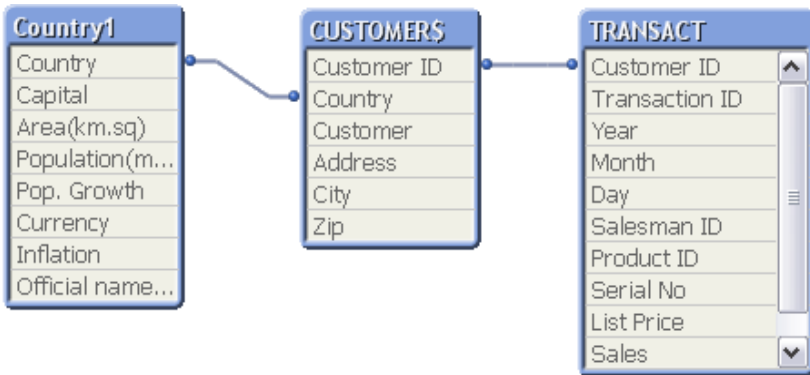 Country1
Country
Capital
Area(km.sq)
Population(m...
Pop. Growth
Currency
Inflation
Official name...
CUSTOMERS
Customer ID
Country
Customer
Address
City
Zip
TRANSACT
Customer ID
Transaction ID
Year
Month
Day
Salesman ID
Product ID
Serial No
List Price
Sales